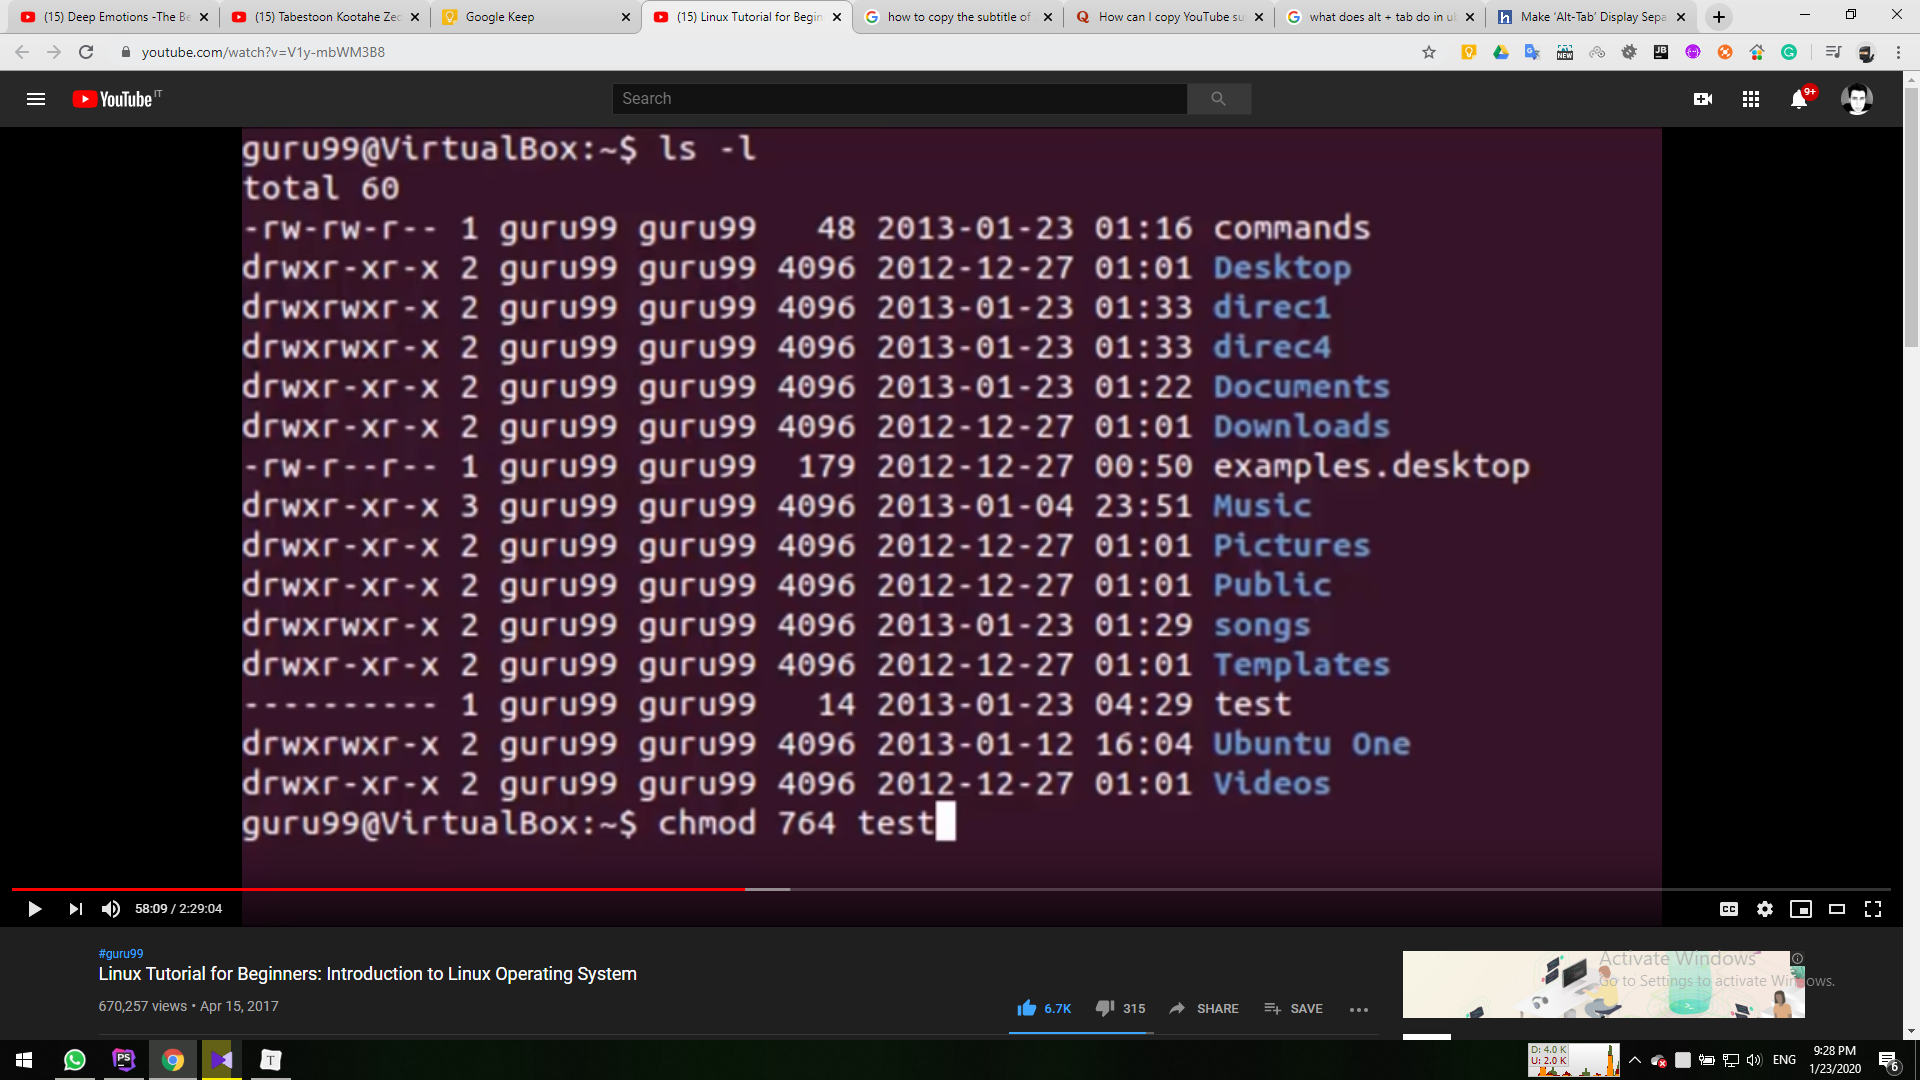 (15) Deep Emotions -The Be
(15) Tabestoon Kootahe Zed
Google Keep
(15) Linux Tutorial for Beginn
how to copy the subtitle of
How can I copy YouTube su
what does alt + tab do in ub
Make ‘Alt-Tab’ Display Sepa
youtube.com/watch?v=V1y-mbWM3B8
NEW
JB
YouTube IT
Search
9+
guru99@VirtualBox:~$ ls -l
total 60
-rw-rw-r-- 1 guru99 guru99 48 2013-01-23 01:16 commands
drwxr-xr-x 2 guru99 guru99 4096 2012-12-27 01:01 Desktop
drwxrwxr-x 2 guru99 guru99 4096 2013-01-23 01:33 direc1
drwxrwxr-x 2 guru99 guru99 4096 2013-01-23 01:33 direc4
drwxr-xr-x 2 guru99 guru99 4096 2013-01-23 01:22 Documents
drwxr-xr-x 2 guru99 guru99 4096 2012-12-27 01:01 Downloads
-rw-r--r-- 1 guru99 guru99 179 2012-12-27 00:50 examples.desktop
drwxr-xr-x 3 guru99 guru99 4096 2013-01-04 23:51 Music
drwxr-xr-x 2 guru99 guru99 4096 2012-12-27 01:01 Pictures
drwxr-xr-x 2 guru99 guru99 4096 2012-12-27 01:01 Public
drwxrwxr-x 2 guru99 guru99 4096 2013-01-23 01:29 songs
drwxr-xr-x 2 guru99 guru99 4096 2012-12-27 01:01 Templates
---------- 1 guru99 guru99 14 2013-01-23 04:29 test
drwxrwxr-x 2 guru99 guru99 4096 2013-01-12 16:04 Ubuntu One
drwxr-xr-x 2 guru99 guru99 4096 2012-12-27 01:01 Videos
guru99@VirtualBox:~$ chmod 764 test
58:09 / 2:29:04
CC
#guru99
Linux Tutorial for Beginners: Introduction to Linux Operating System
670,257 views • Apr 15, 2017
6.7K
315
SHARE
SAVE
Activate Windows
Go to Settings to activate Windows.
PS
T
D: 4.0 K
U: 2.0 K
ENG
9:28 PM
1/23/2020
6